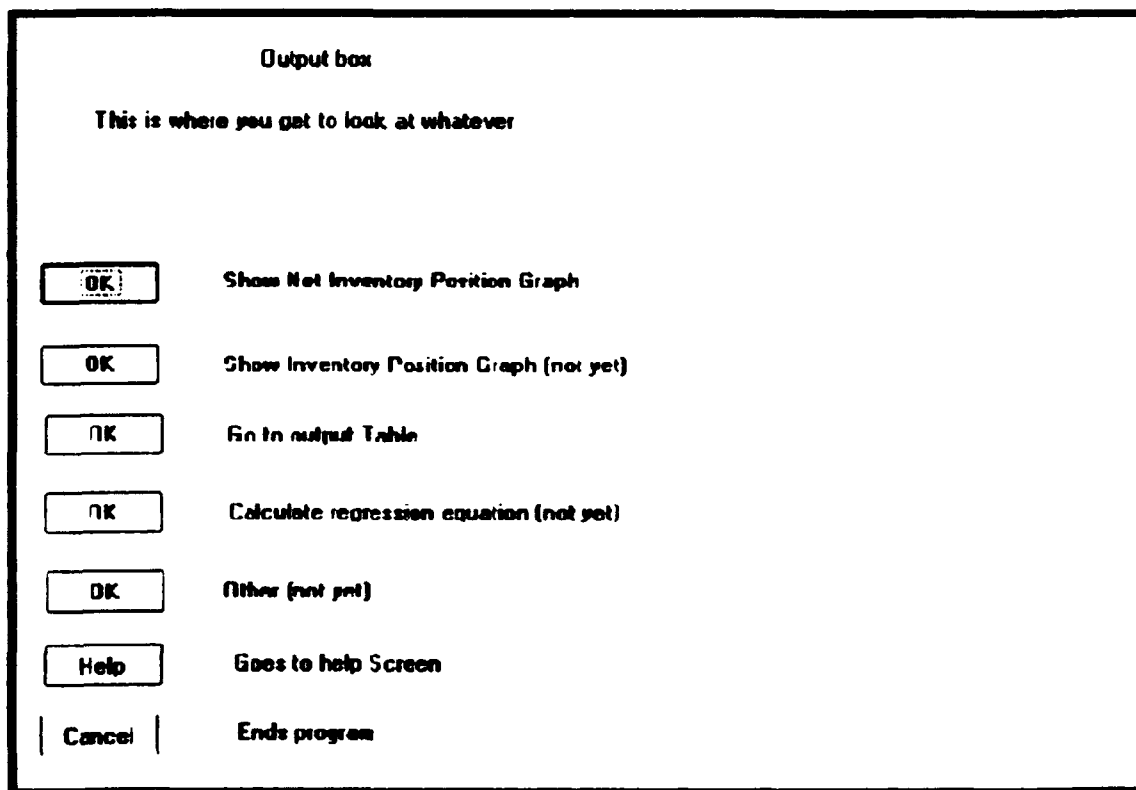 Output box
This is where you get to look at whatever
OK Show Net Inventory Position Graph
OK Show Inventory Position Graph (not yet)
OK Go to output Table
OK Calculate regression equation (not yet)
OK Other (not yet)
Help Goes to help Screen
Cancel Ends program